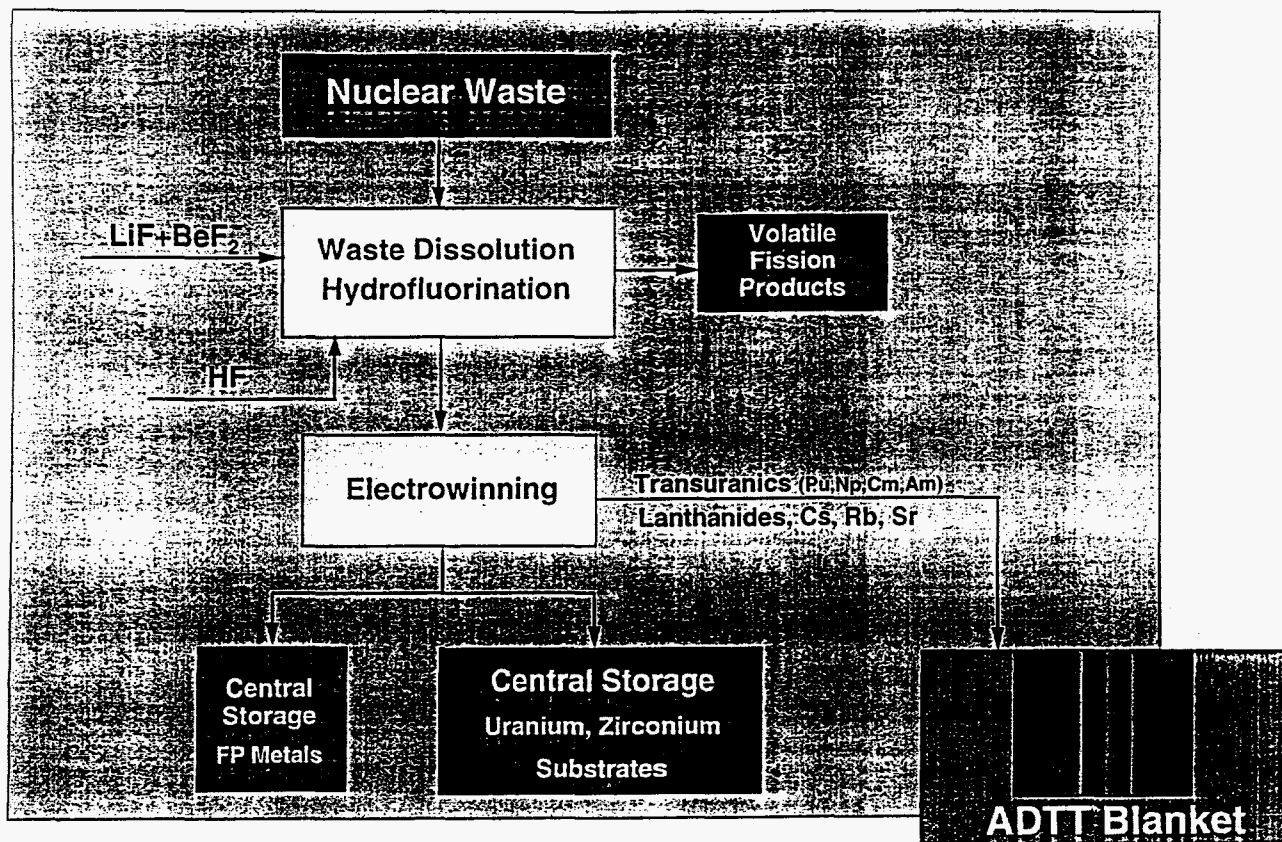 Nuclear Waste
LiF+BeF2
Waste Dissolution
Hydrofluorination
Volatile
Fission
Products
HF
Electrowinning
Transuranics (Pu,Np,Cm,Am)
Lanthanides, Cs, Rb, Sr
Central
Storage
FP Metals
Central Storage
Uranium, Zirconium
Substrates
ADTT Blanket